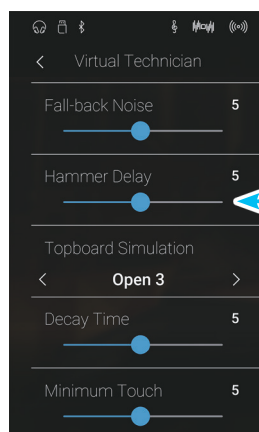 Virtual Technician
Fall-back Noise 5
Hammer Delay 5
Topboard Simulation
Open 3
Decay Time 5
Minimum Touch 5